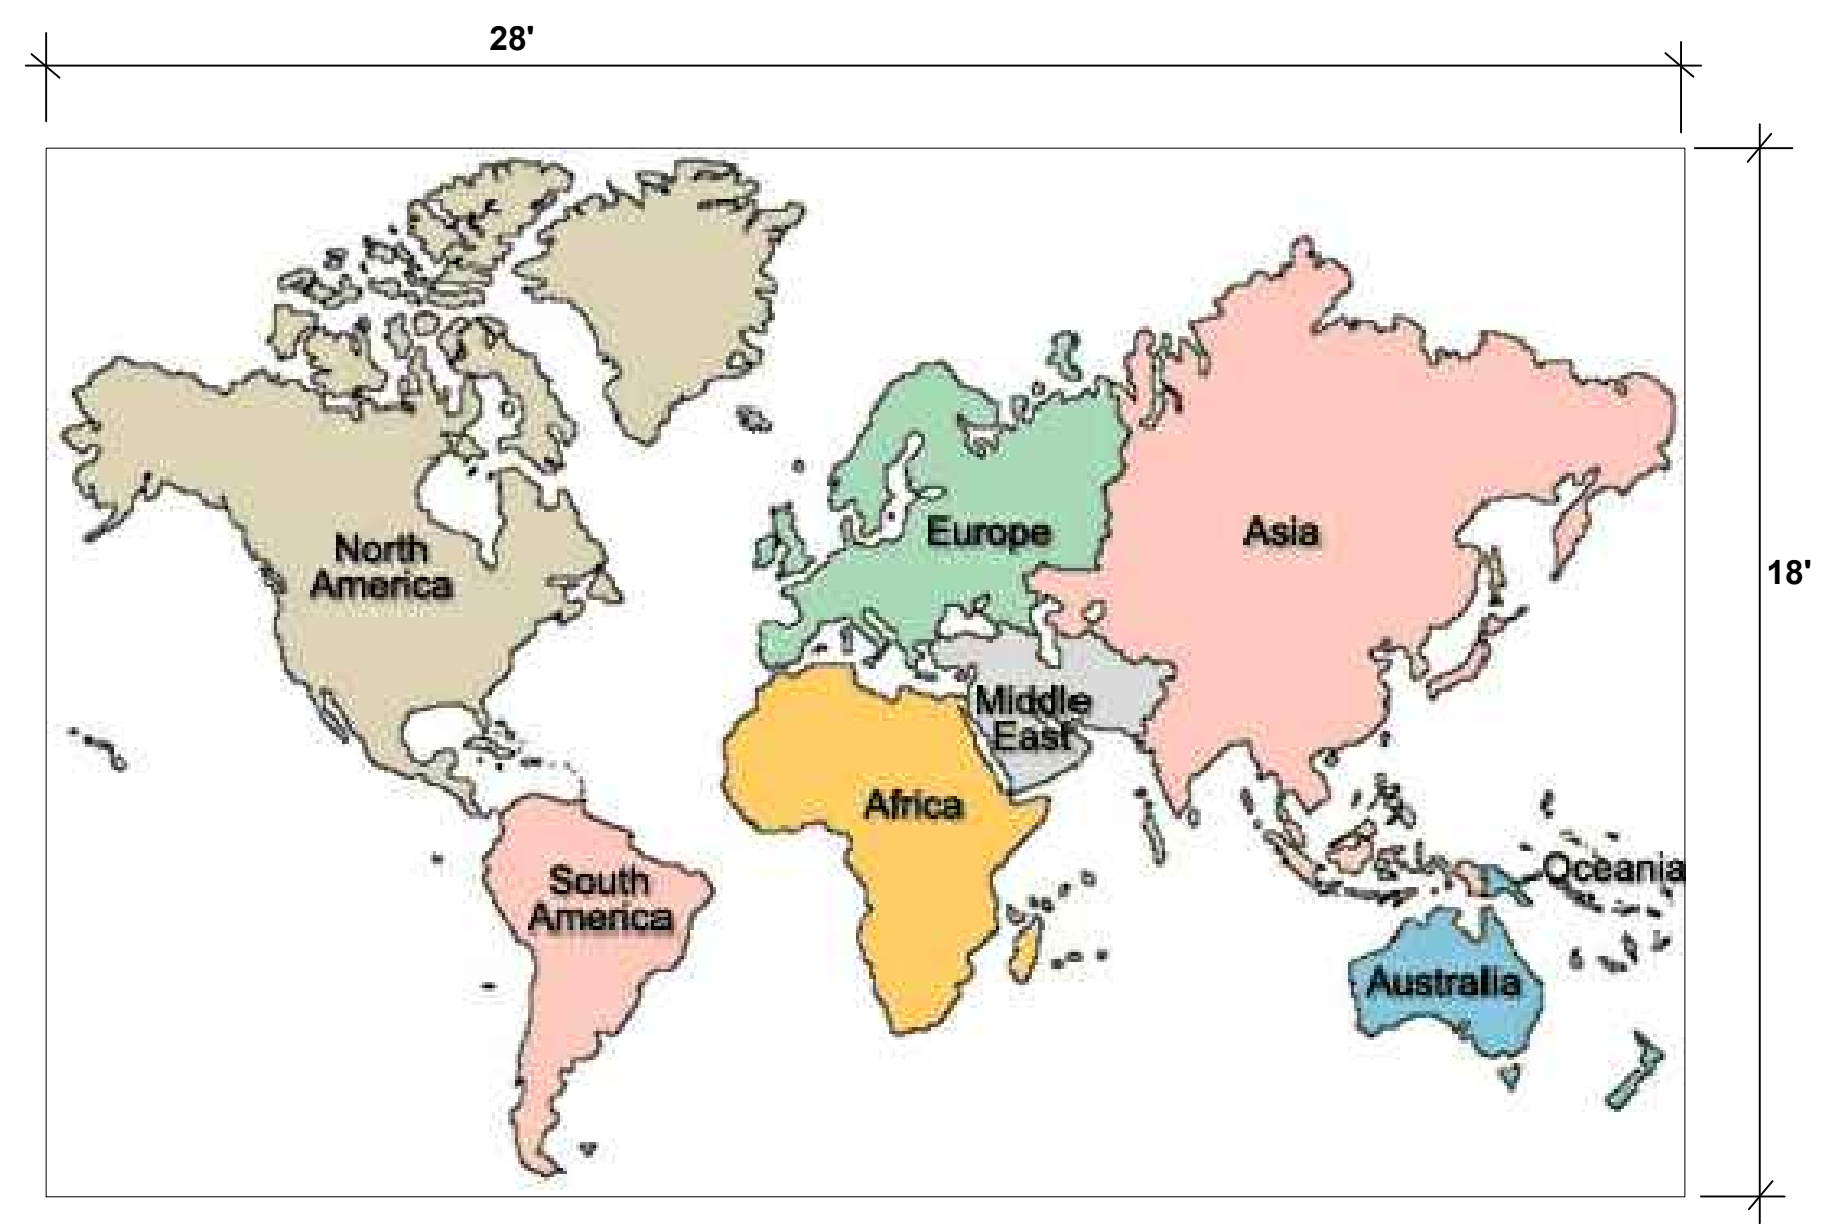 28'
18'
North
America
Europe
Asia
Middle
East
Africa
South
America
Oceania
Australia